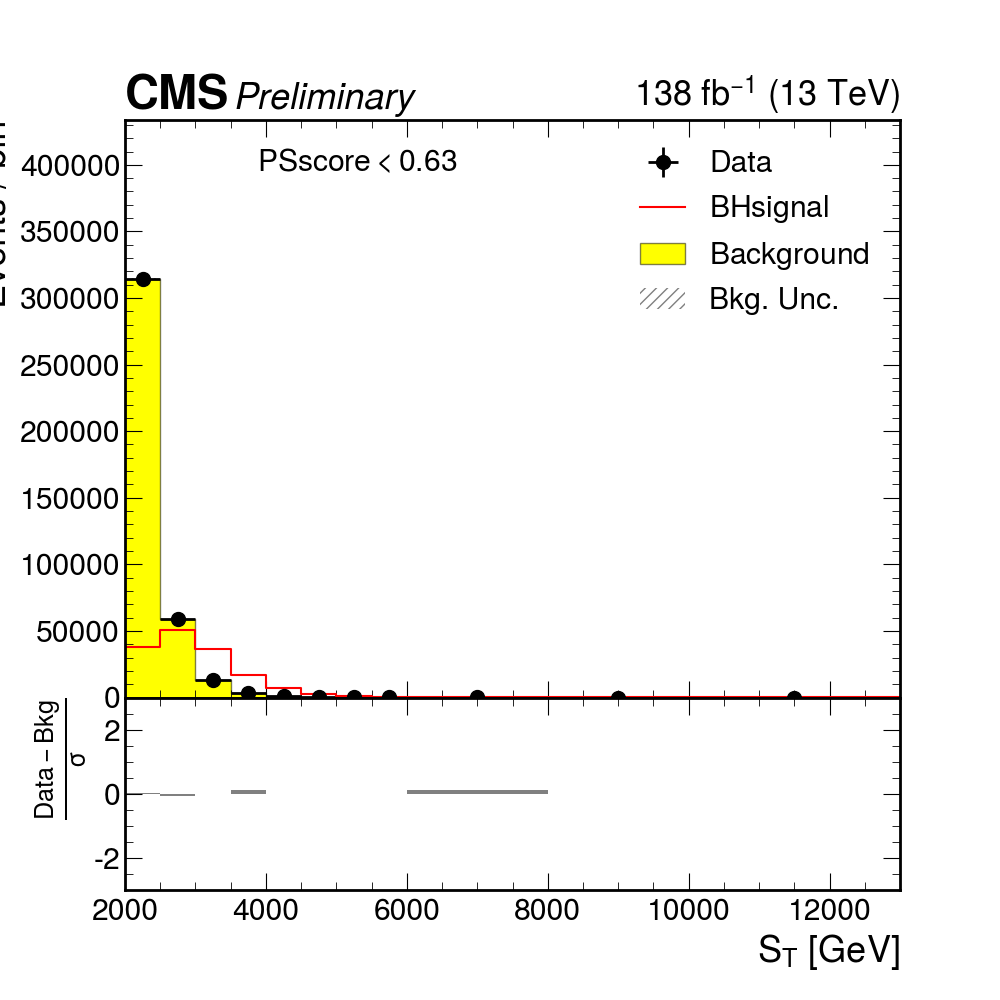 CMS Preliminary
138 fb⁻¹ (13 TeV)
PSscore < 0.63
Data
BHsignal
Background
Bkg. Unc.
400000
350000
300000
250000
200000
150000
100000
50000
0
Data – Bkg
σ
2
0
-2
2000 4000 6000 8000 10000 12000
S_T [GeV]